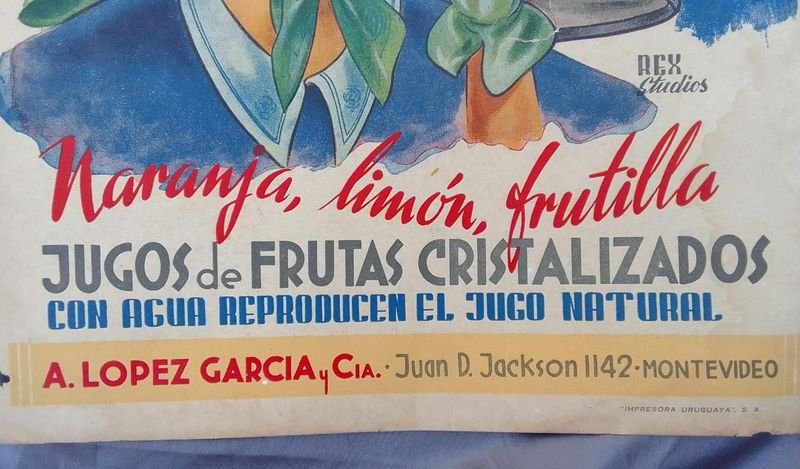 REX
Studios
Naranja, limón, frutilla
JUGOS de FRUTAS CRISTALIZADOS
CON AGUA REPRODUCEN EL JUGO NATURAL
A. LOPEZ GARCIA y CIA. · Juan D. Jackson 1142 · MONTEVIDEO
"IMPRESORA URUGUAYA". S. A.